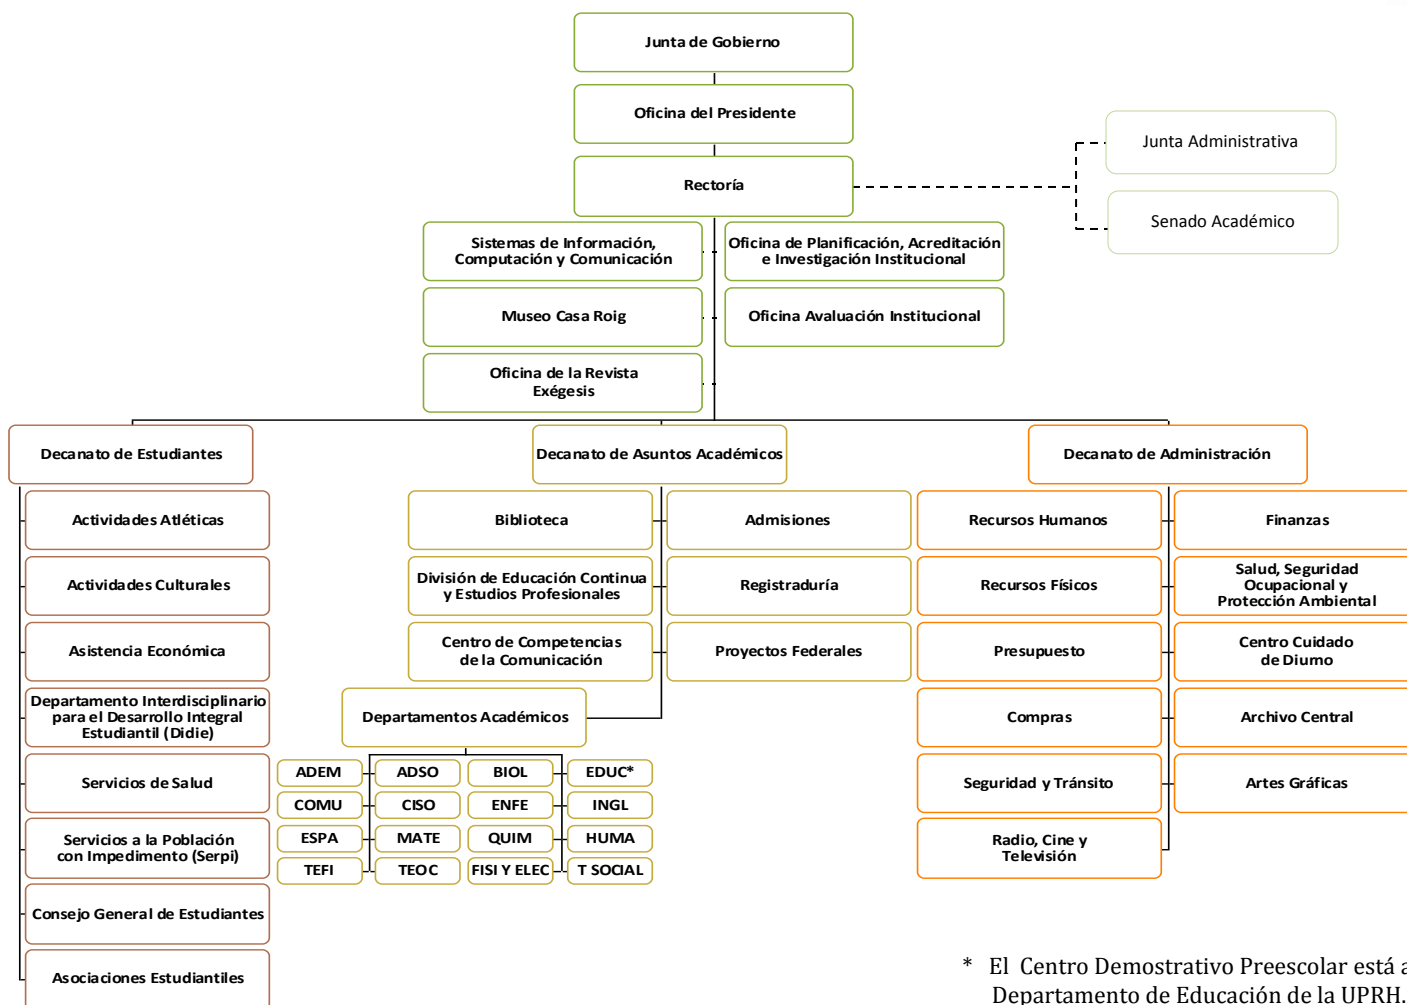 Junta de Gobierno
Oficina del Presidente
Rectoría
Junta Administrativa
Senado Académico
Sistemas de Información,
Computación y Comunicación
Oficina de Planificación, Acreditación
e Investigación Institucional
Museo Casa Roig
Oficina Avaluación Institucional
Oficina de la Revista
Exégesis
Decanato de Estudiantes
Decanato de Asuntos Académicos
Decanato de Administración
Actividades Atléticas
Actividades Culturales
Asistencia Económica
Departamento Interdisciplinario
para el Desarrollo Integral
Estudiantil (Didie)
Servicios de Salud
Servicios a la Población
con Impedimento (Serpi)
Consejo General de Estudiantes
Asociaciones Estudiantiles
Biblioteca
Admisiones
División de Educación Continua
y Estudios Profesionales
Registraduría
Centro de Competencias
de la Comunicación
Proyectos Federales
Departamentos Académicos
ADEM
ADSO
BIOL
EDUC*
COMU
CISO
ENFE
INGL
ESPA
MATE
QUIM
HUMA
TEFI
TEOC
FISI Y ELEC
T SOCIAL
Recursos Humanos
Finanzas
Recursos Físicos
Salud, Seguridad
Ocupacional y
Protección Ambiental
Presupuesto
Centro Cuidado
de Diurno
Compras
Archivo Central
Seguridad y Tránsito
Artes Gráficas
Radio, Cine y
Televisión
* El Centro Demostrativo Preescolar está
Departamento de Educación de la UPRH.